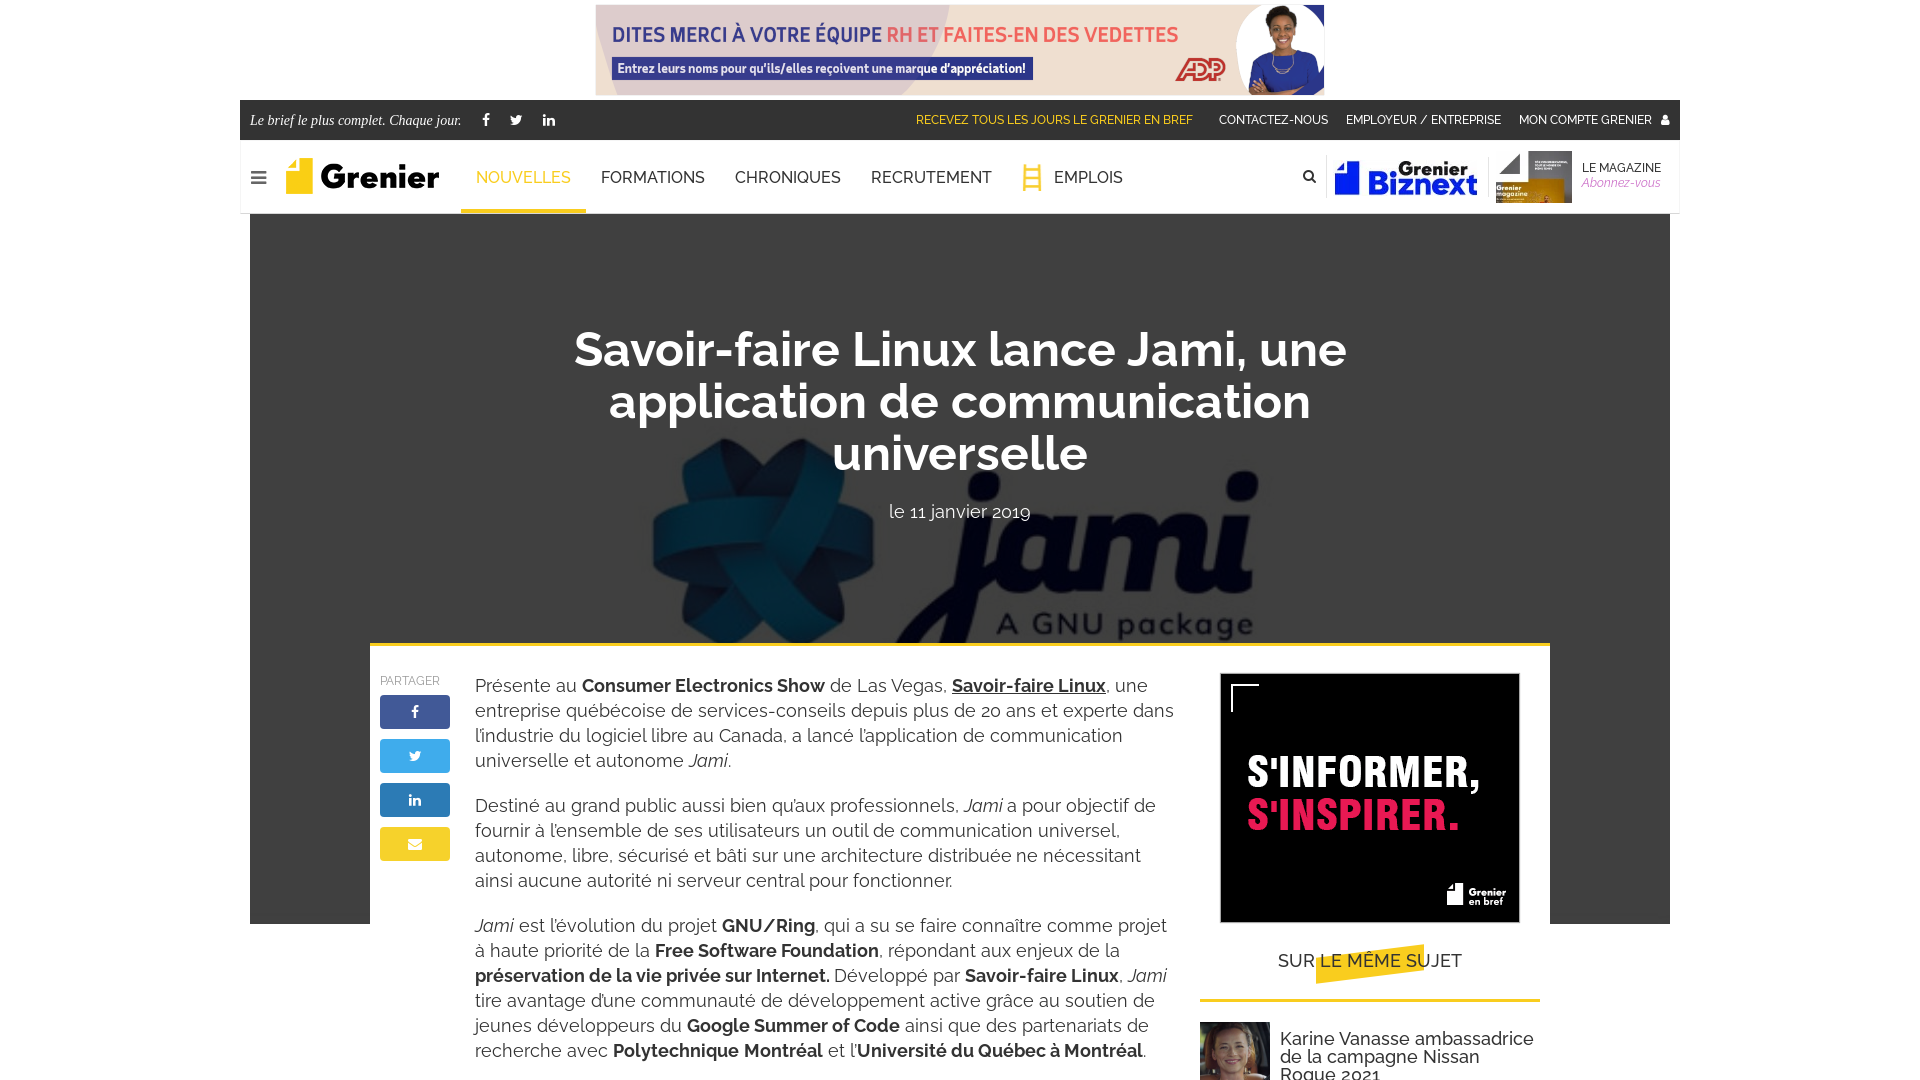 DITES MERCI À VOTRE ÉQUIPE RH ET FAITES-EN DES VEDETTES
Entrez leurs noms pour qu'ils/elles reçoivent une marque d'appréciation!
ADP
Le brief le plus complet. Chaque jour.
RECEVEZ TOUS LES JOURS LE GRENIER EN BREF
CONTACTEZ-NOUS
EMPLOYEUR / ENTREPRISE
MON COMPTE GRENIER
Grenier
NOUVELLES
FORMATIONS
CHRONIQUES
RECRUTEMENT
EMPLOIS
Grenier
Biznext
Grenier
magazine
LE MAGAZINE
Abonnez-vous
Savoir-faire Linux lance Jami, une
application de communication
universelle
le 11 janvier 2019
jami
A GNU package
PARTAGER
Présente au Consumer Electronics Show de Las Vegas, Savoir-faire Linux, une
entreprise québécoise de services-conseils depuis plus de 20 ans et experte dans
l'industrie du logiciel libre au Canada, a lancé l'application de communication
universelle et autonome Jami.
Destiné au grand public aussi bien qu'aux professionnels, Jami a pour objectif de
fournir à l'ensemble de ses utilisateurs un outil de communication universel,
autonome, libre, sécurisé et bâti sur une architecture distribuée ne nécessitant
ainsi aucune autorité ni serveur central pour fonctionner.
Jami est l'évolution du projet GNU/Ring, qui a su se faire connaître comme projet
à haute priorité de la Free Software Foundation, répondant aux enjeux de la
préservation de la vie privée sur Internet. Développé par Savoir-faire Linux, Jami
tire avantage d'une communauté de développement active grâce au soutien de
jeunes développeurs du Google Summer of Code ainsi que des partenariats de
recherche avec Polytechnique Montréal et l'Université du Québec à Montréal.
S'INFORMER,
S'INSPIRER.
Grenier
en bref
SUR LE MÊME SUJET
Karine Vanasse ambassadrice
de la campagne Nissan
Rogue 2021